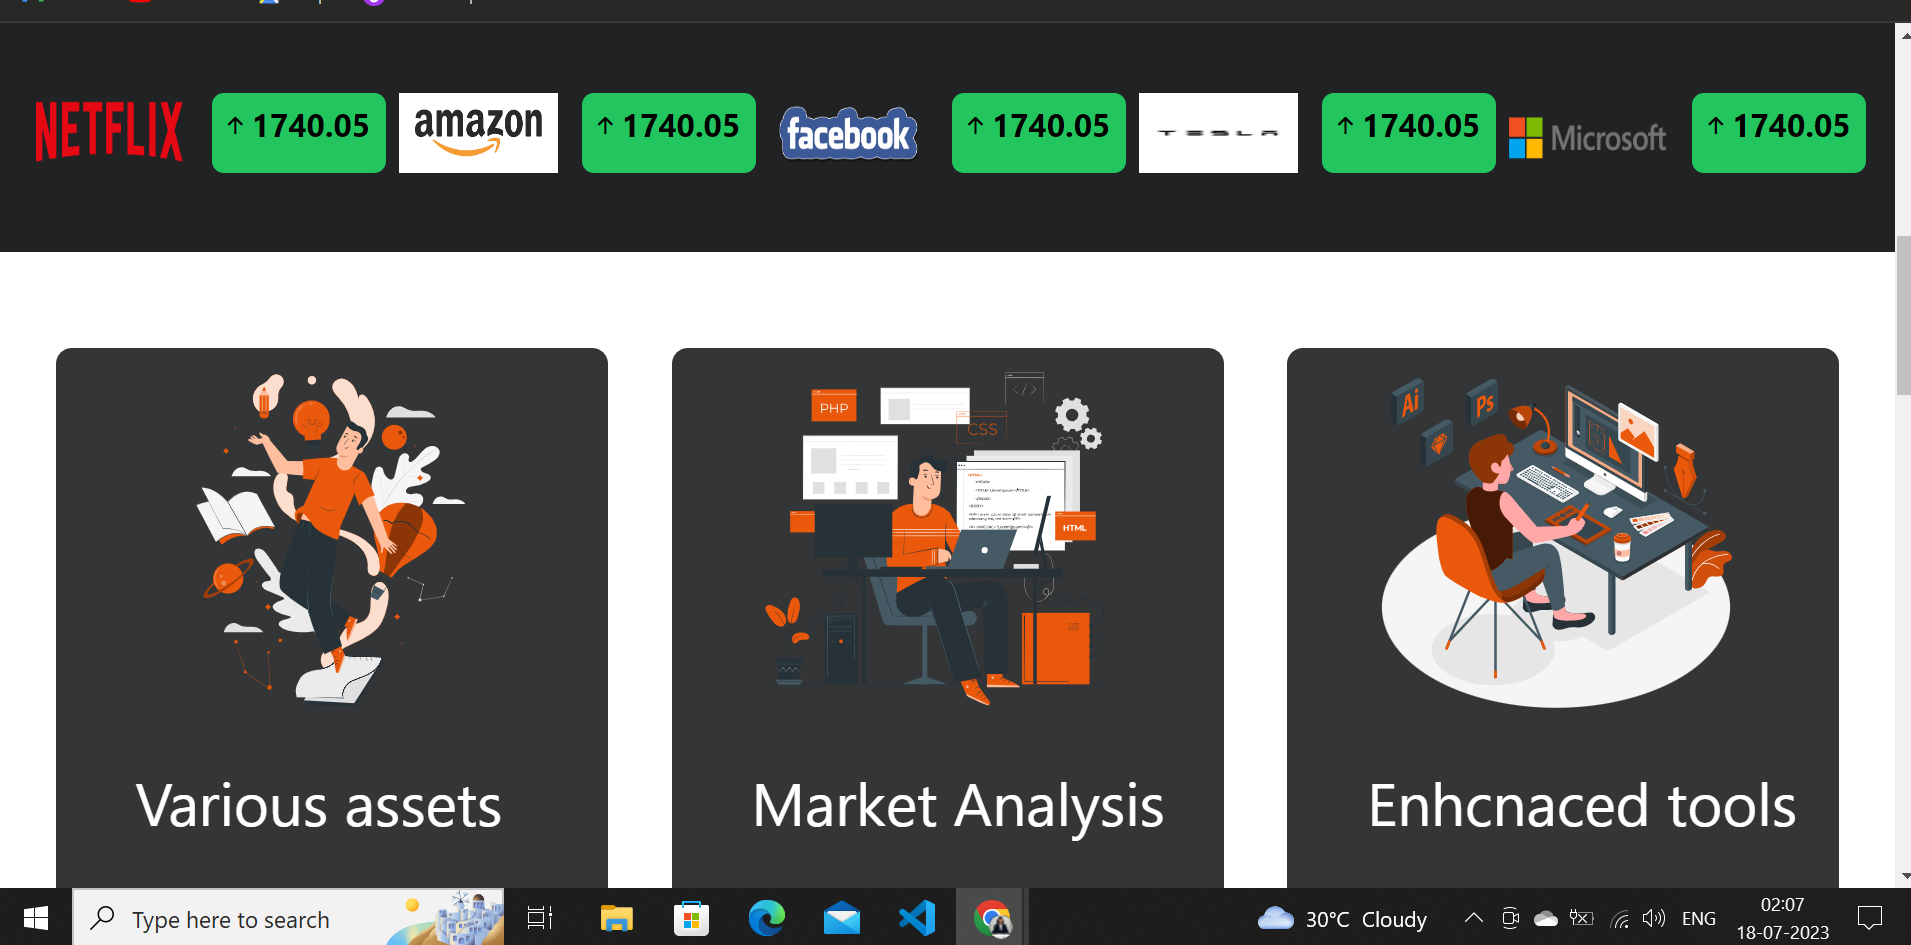 NETFLIX
↑ 1740.05
amazon
↑ 1740.05
facebook
↑ 1740.05
TESLA
↑ 1740.05
Microsoft
↑ 1740.05
PHP
</>
CSS
HTML
Ai
Ps
Various assets
Market Analysis
Enhcnaced tools
Type here to search
30°C Cloudy
ENG
02:07
18-07-2023